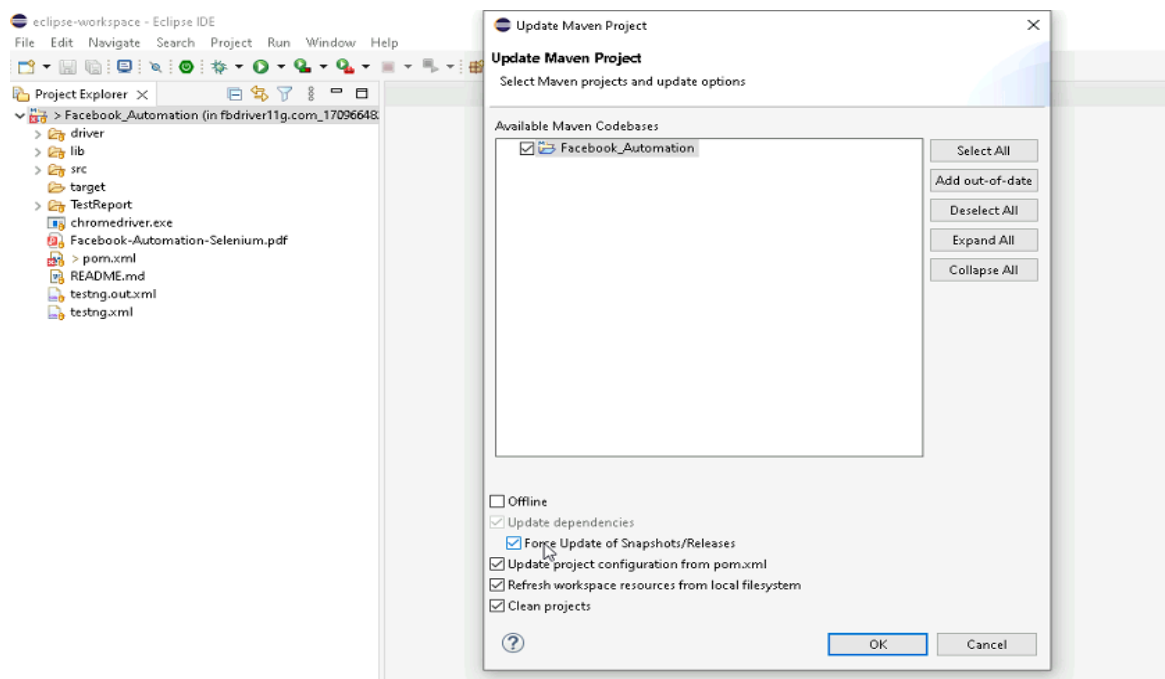 eclipse-workspace - Eclipse IDE
File Edit Navigate Search Project Run Window Help
Project Explorer
> Facebook_Automation (in fbdriver11g.com_17096648
driver
lib
src
target
TestReport
chromedriver.exe
Facebook-Automation-Selenium.pdf
> pom.xml
README.md
testng.out.xml
testng.xml
Update Maven Project
Update Maven Project
Select Maven projects and update options
Available Maven Codebases
Facebook_Automation
Select All
Add out-of-date
Deselect All
Expand All
Collapse All
Offline
Update dependencies
Force Update of Snapshots/Releases
Update project configuration from pom.xml
Refresh workspace resources from local filesystem
Clean projects
OK Cancel